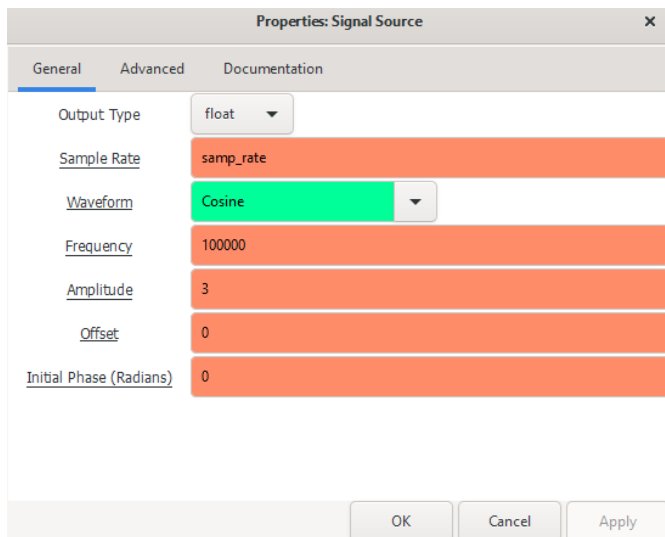 Properties: Signal Source ×
General Advanced Documentation
Output Type float
Sample Rate samp_rate
Waveform Cosine
Frequency 100000
Amplitude 3
Offset 0
Initial Phase (Radians) 0
OK Cancel Apply